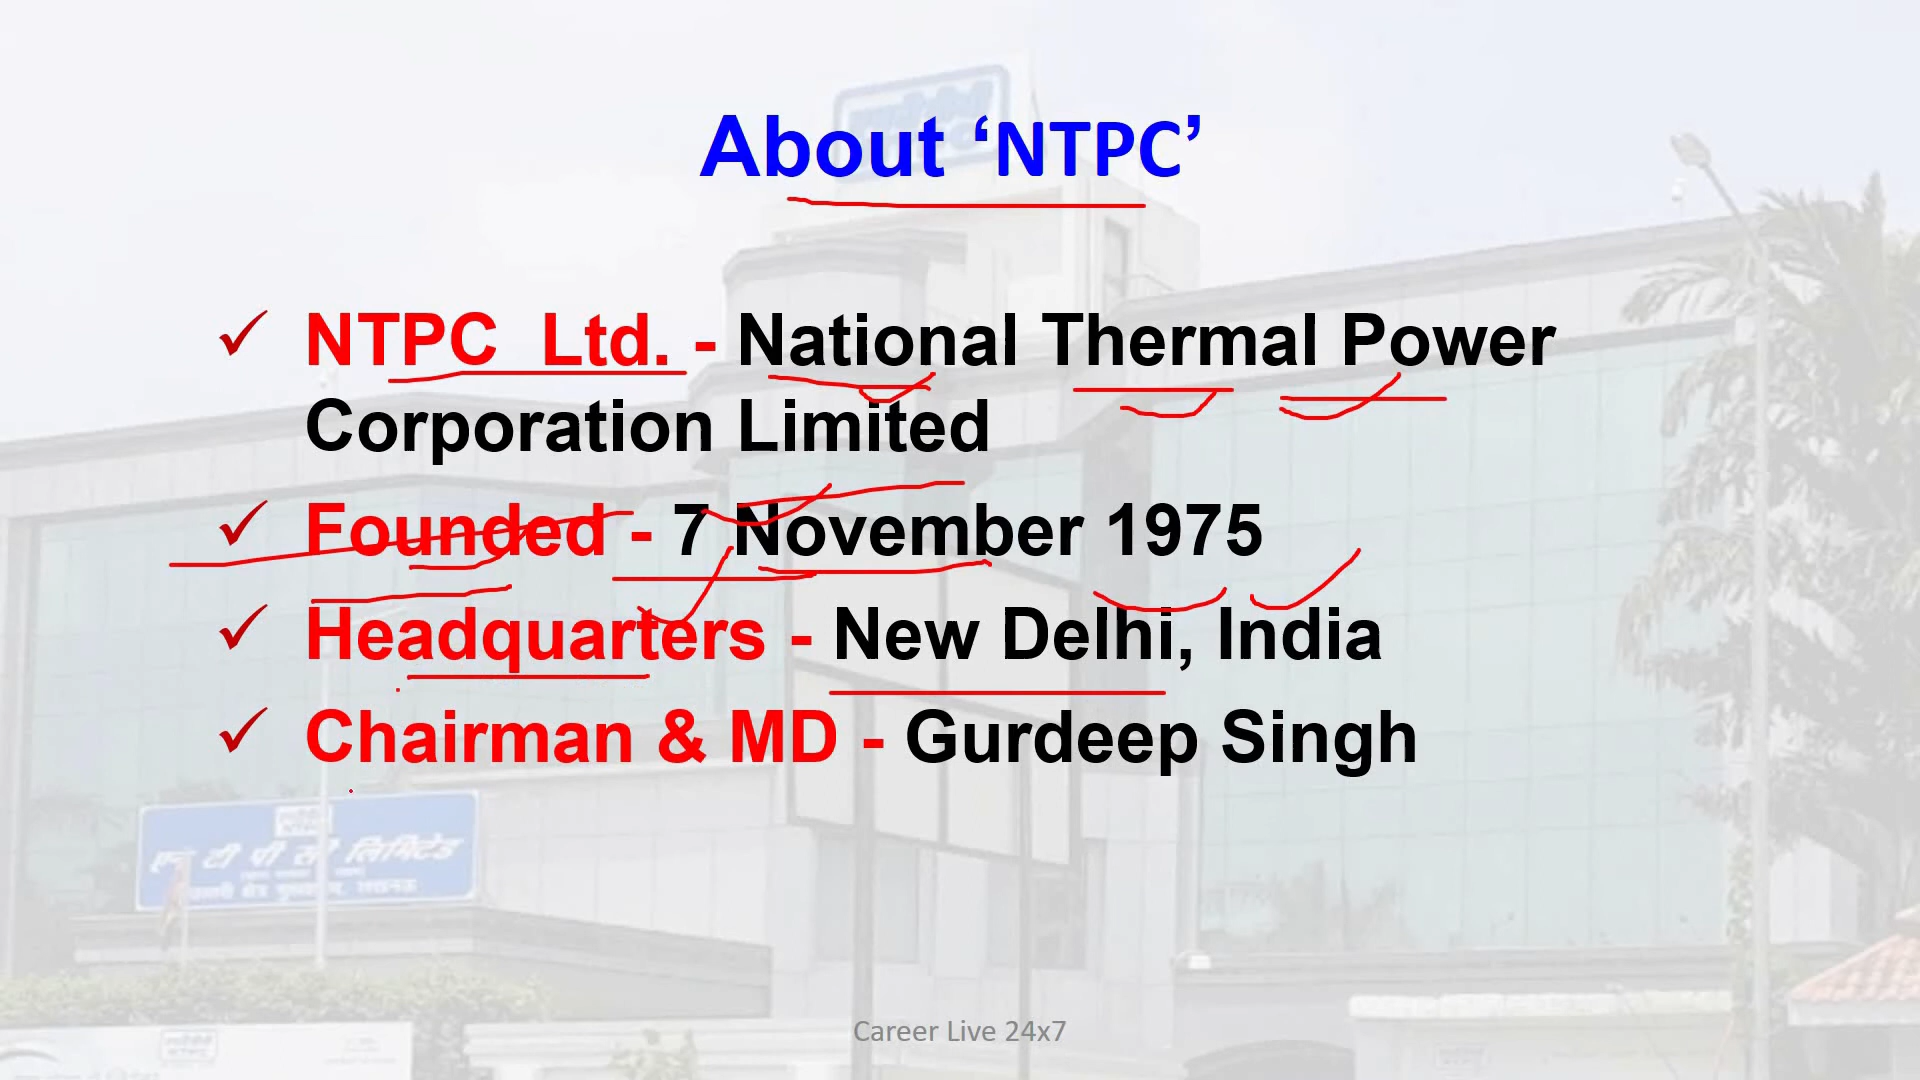 About ‘NTPC’
✓ NTPC Ltd. - National Thermal Power
Corporation Limited
✓ Founded - 7 November 1975
✓ Headquarters - New Delhi, India
✓ Chairman & MD - Gurdeep Singh
एन टी पी सी लिमिटेड
Career Live 24x7